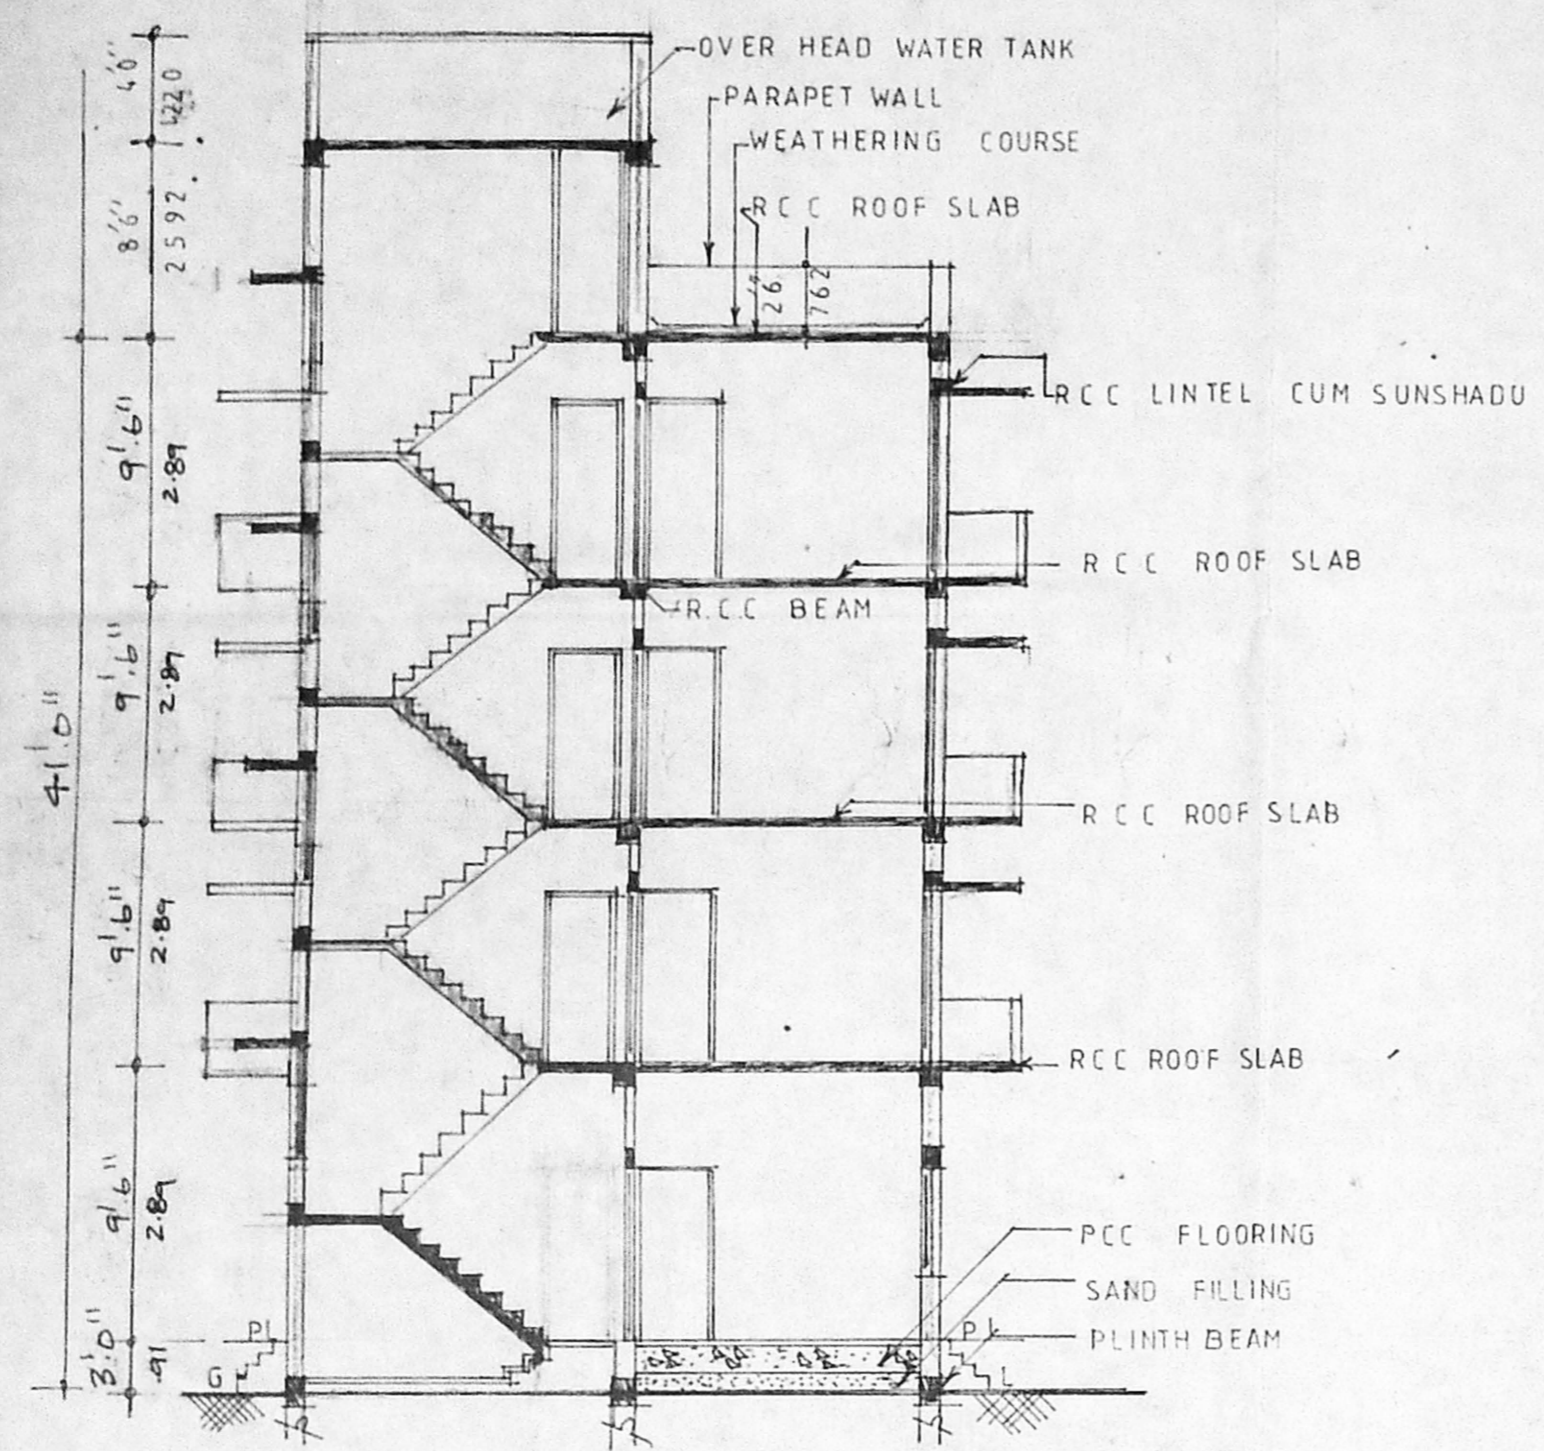 4'0"
1220
OVER HEAD WATER TANK
PARAPET WALL
WEATHERING COURSE
8'6"
2592
RCC ROOF SLAB
26"
762
RCC LINTEL CUM SUNSHADU
9'.6"
2.89
RCC ROOF SLAB
R.C.C BEAM
9'.6"
2.89
41'.0"
RCC ROOF SLAB
9'.6"
2.89
RCC ROOF SLAB
9'.6"
2.89
PCC FLOORING
SAND FILLING
PL
PL
PLINTH BEAM
3'.0"
.91
G
L